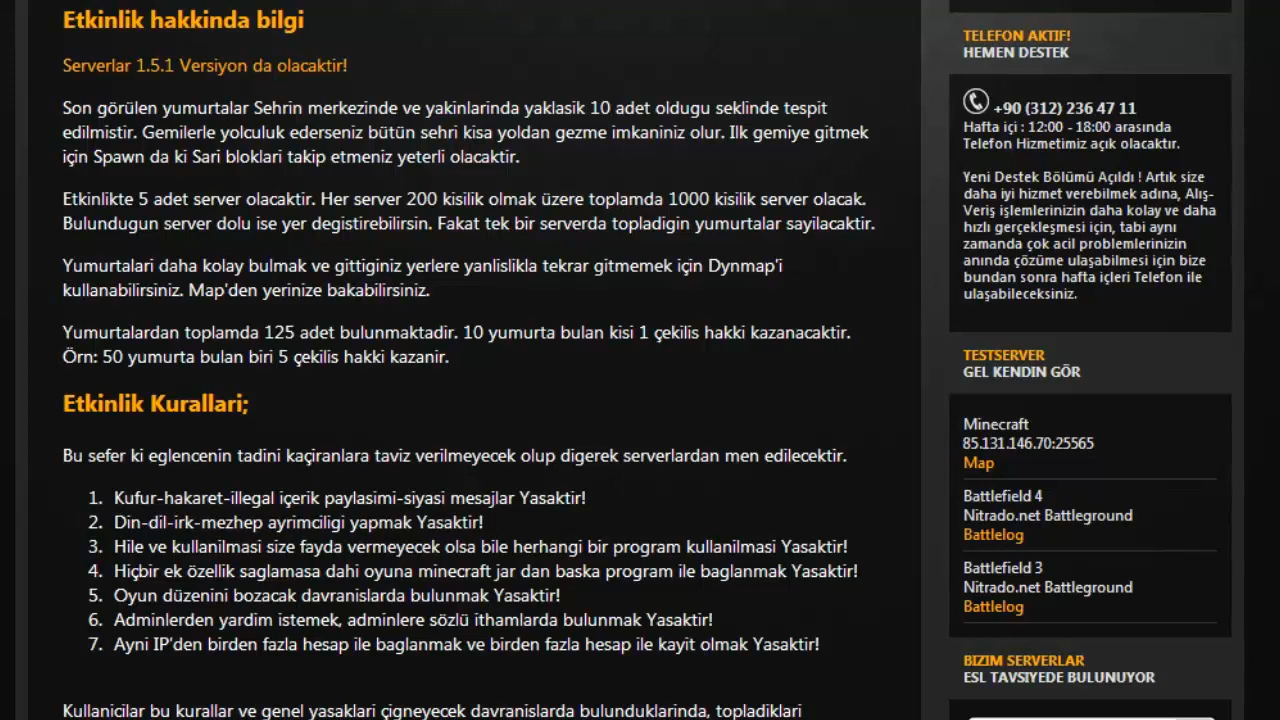 Etkinlik hakkinda bilgi
Serverlar 1.5.1 Versiyon da olacaktir!
Son görülen yumurtalar Sehrin merkezinde ve yakinlarinda yaklasik 10 adet oldugu seklinde tespit
edilmistir. Gemilerle yolculuk ederseniz bütün sehri kisa yoldan gezme imkaniniz olur. Ilk gemiye gitmek
için Spawn da ki Sari bloklari takip etmeniz yeterli olacaktir.
Etkinlikte 5 adet server olacaktir. Her server 200 kisilik olmak üzere toplamda 1000 kisilik server olacak.
Bulundugun server dolu ise yer degistirebilirsin. Fakat tek bir serverda topladigin yumurtalar sayilacaktir.
Yumurtalari daha kolay bulmak ve gittiginiz yerlere yanlislikla tekrar gitmemek için Dynmap'i
kullanabilirsiniz. Map'den yerinize bakabilirsiniz.
Yumurtalardan toplamda 125 adet bulunmaktadir. 10 yumurta bulan kisi 1 çekilis hakki kazanacaktir.
Örn: 50 yumurta bulan biri 5 çekilis hakki kazanir.
Etkinlik Kurallari;
Bu sefer ki eglencenin tadini kaçiranlara taviz verilmeyecek olup digerek serverlardan men edilecektir.
1. Kufur-hakaret-illegal içerik paylasimi-siyasi mesajlar Yasaktir!
2. Din-dil-irk-mezhep ayrimciligi yapmak Yasaktir!
3. Hile ve kullanilmasi size fayda vermeyecek olsa bile herhangi bir program kullanilmasi Yasaktir!
4. Hiçbir ek özellik saglamasa dahi oyuna minecraft jar dan baska program ile baglanmak Yasaktir!
5. Oyun düzenini bozacak davranislarda bulunmak Yasaktir!
6. Adminlerden yardim istemek, adminlere sözlü ithamlarda bulunmak Yasaktir!
7. Ayni IP'den birden fazla hesap ile baglanmak ve birden fazla hesap ile kayit olmak Yasaktir!
Kullanicilar bu kurallar ve genel yasaklari çigneyecek davranislarda bulunduklarinda, topladiklari
TELEFON AKTIF!
HEMEN DESTEK
+90 (312) 236 47 11
Hafta içi : 12:00 - 18:00 arasında
Telefon Hizmetimiz açık olacaktır.
Yeni Destek Bölümü Açıldı ! Artık size
daha iyi hizmet verebilmek adına, Alış-
Veriş işlemlerinizin daha kolay ve daha
hızlı gerçekleşmesi için, tabi aynı
zamanda çok acil problemlerinizin
anında çözüme ulaşabilmesi için bize
bundan sonra hafta içleri Telefon ile
ulaşabileceksiniz.
TESTSERVER
GEL KENDIN GÖR
Minecraft
85.131.146.70:25565
Map
Battlefield 4
Nitrado.net Battleground
Battlelog
Battlefield 3
Nitrado.net Battleground
Battlelog
BIZIM SERVERLAR
ESL TAVSIYEDE BULUNUYOR